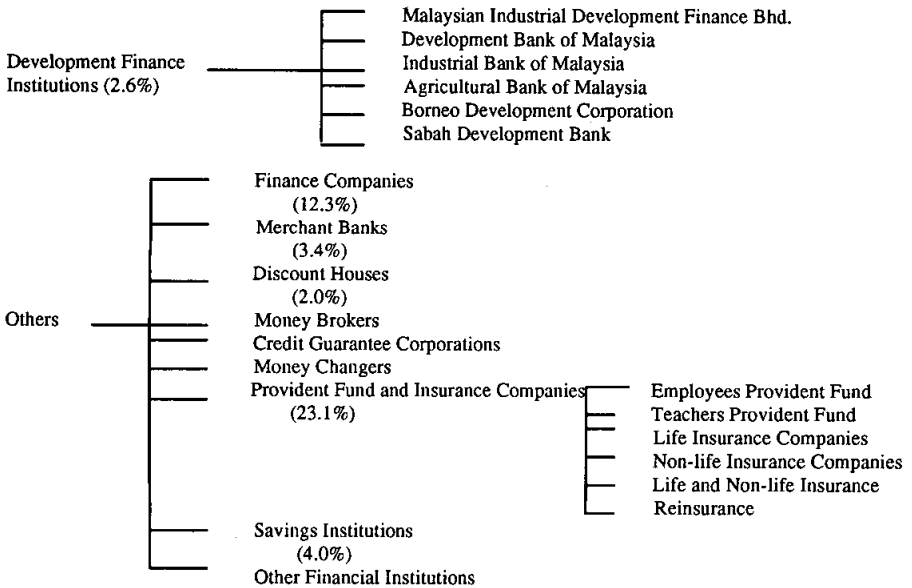 Malaysian Industrial Development Finance Bhd.
Development Bank of Malaysia
Development Finance
Institutions (2.6%)
Industrial Bank of Malaysia
Agricultural Bank of Malaysia
Borneo Development Corporation
Sabah Development Bank
Finance Companies
(12.3%)
Merchant Banks
(3.4%)
Discount Houses
(2.0%)
Others
Money Brokers
Credit Guarantee Corporations
Money Changers
Provident Fund and Insurance Companies
(23.1%)
Employees Provident Fund
Teachers Provident Fund
Life Insurance Companies
Non-life Insurance Companies
Life and Non-life Insurance
Reinsurance
Savings Institutions
(4.0%)
Other Financial Institutions